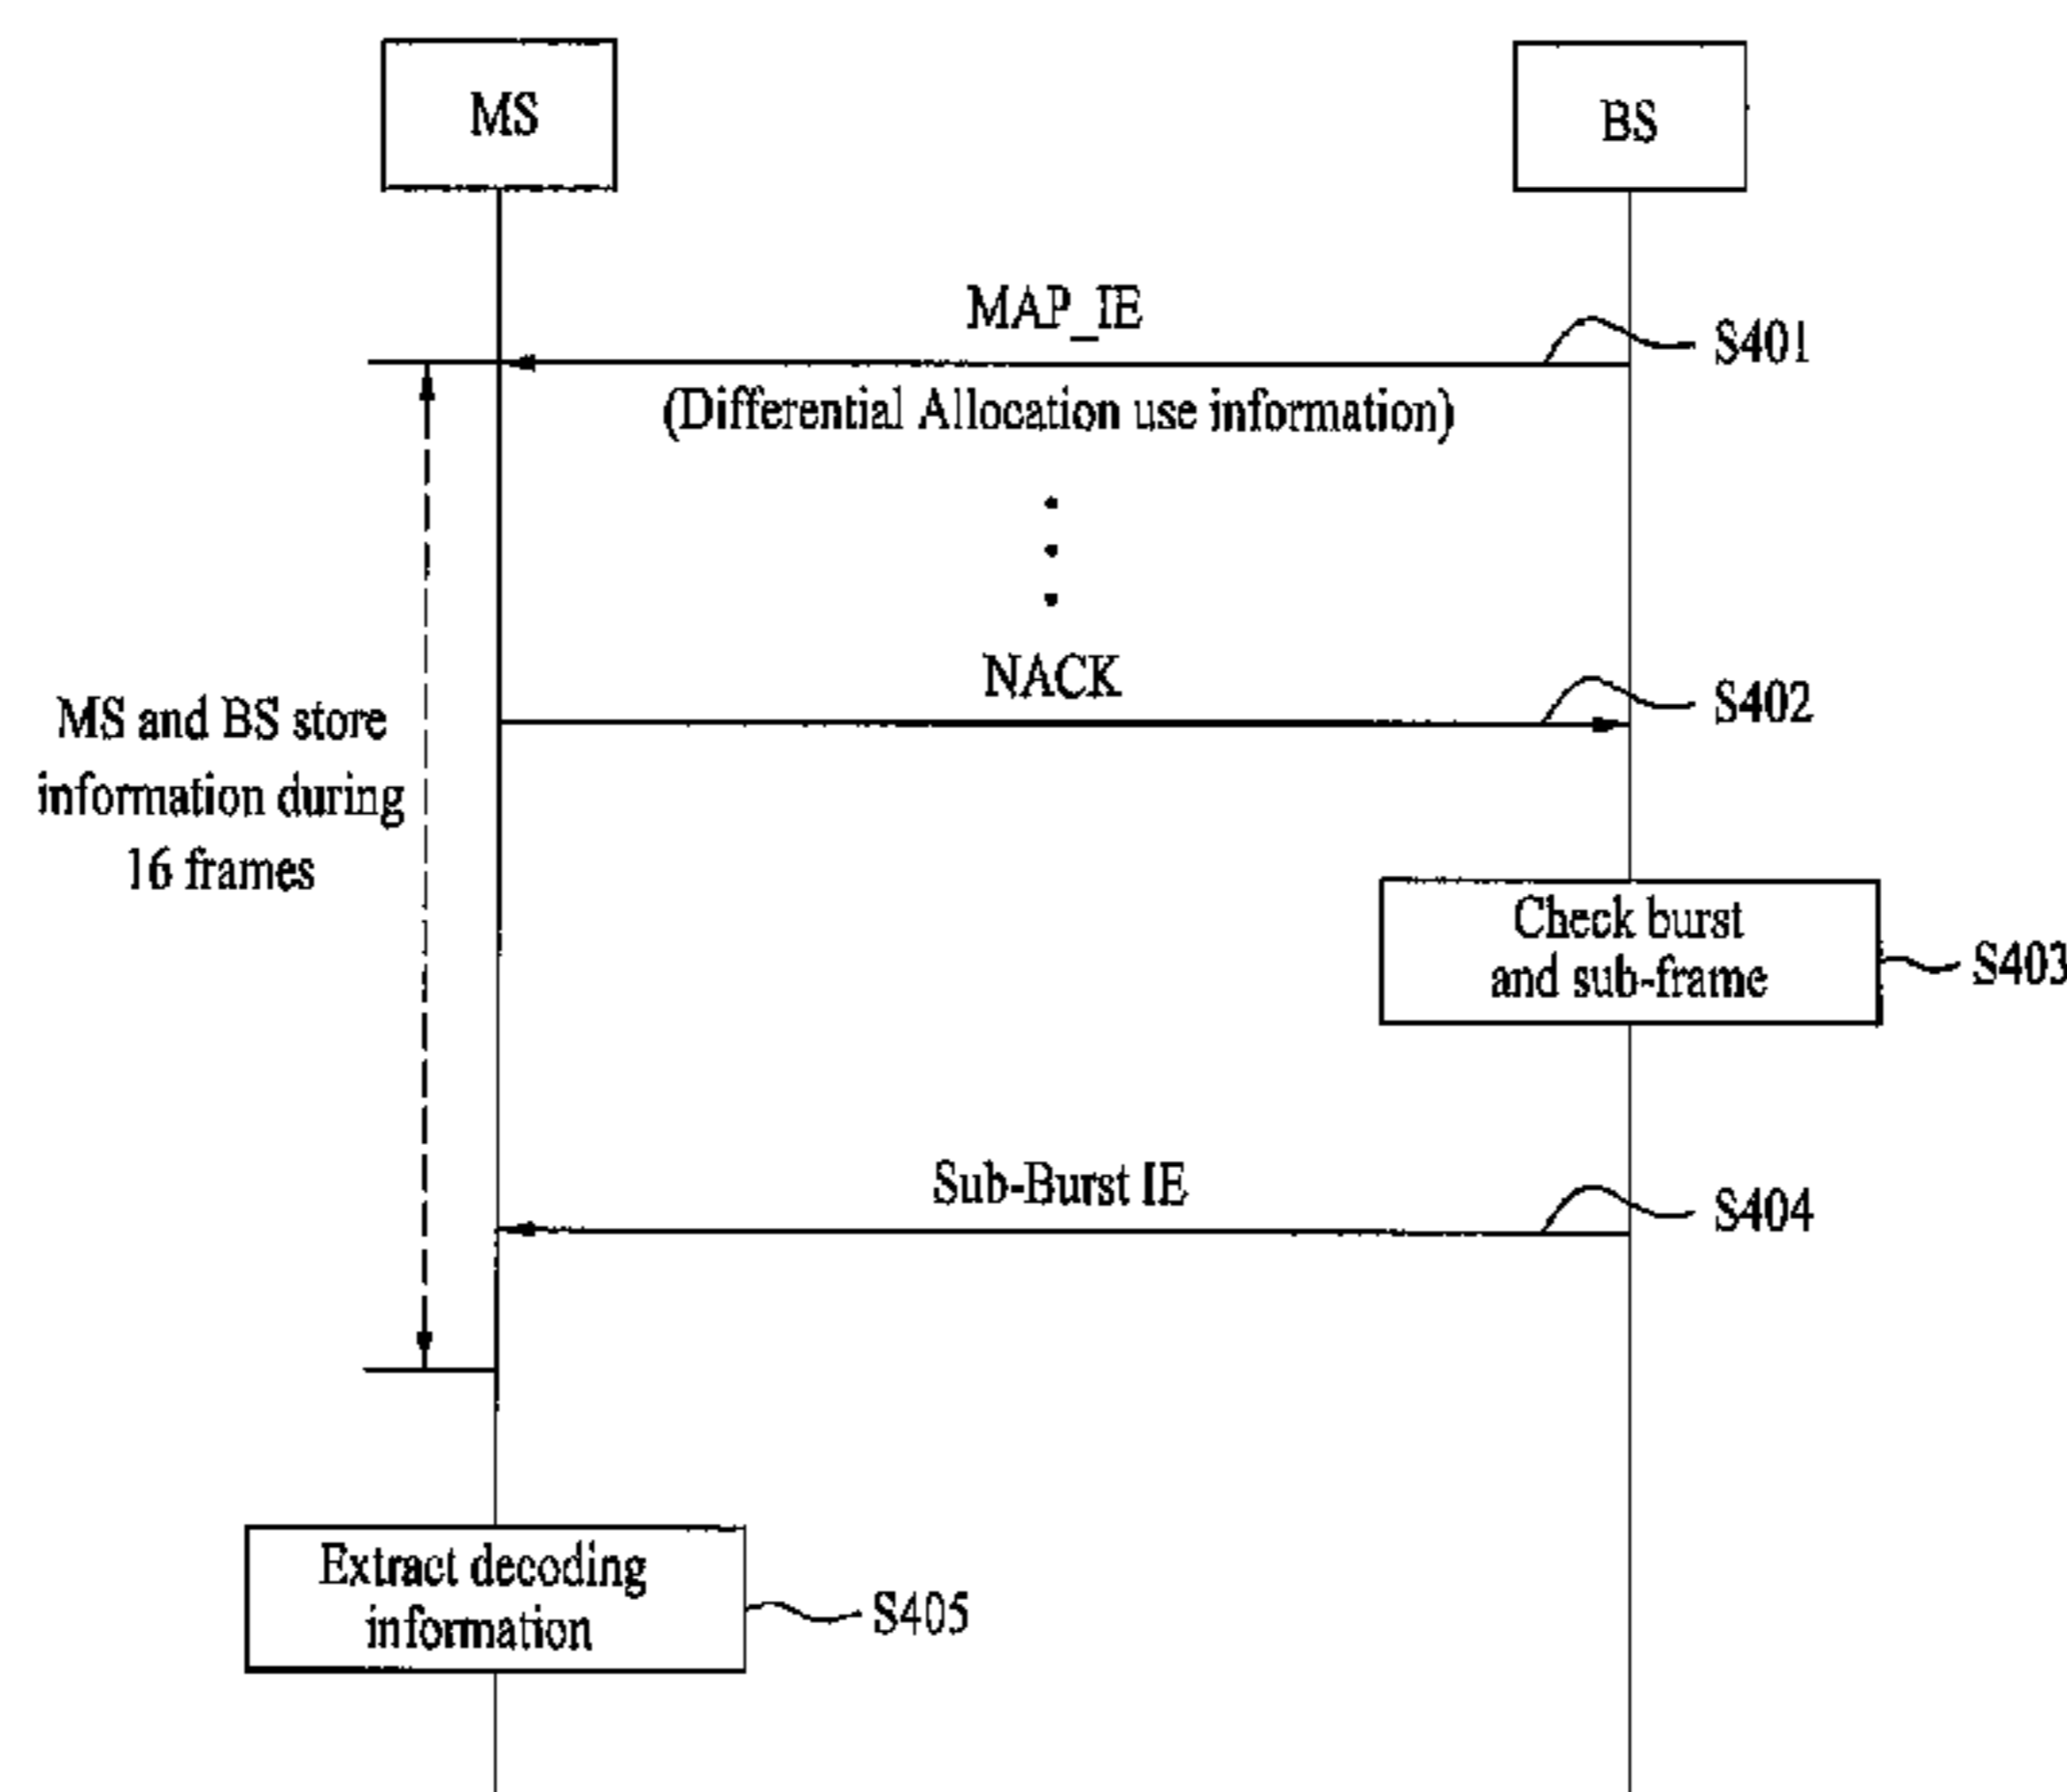 MS
BS
MAP_IE
S401
(Differential Allocation use information)
NACK
S402
MS and BS store
information during
16 frames
Check burst
and sub-frame
S403
Sub-Burst IE
S404
Extract decoding
information
S405